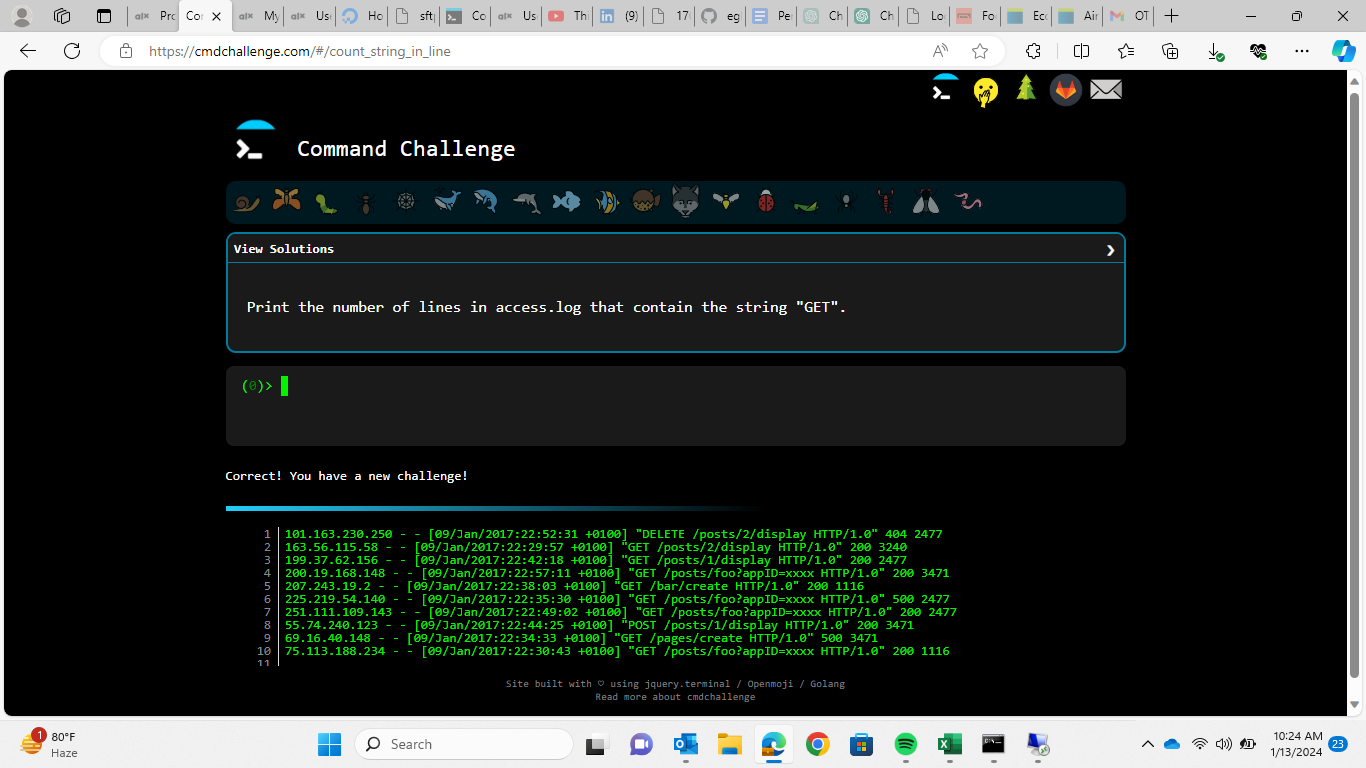 Pro
Cor
My
Use
Ho
sft
Co
Us
Th
(9)
17
eg
Per
Ch
Ch
Lo
Fo
Ecc
Air
OT
https://cmdchallenge.com/#/count_string_in_line
Command Challenge
View Solutions
Print the number of lines in access.log that contain the string "GET".
(0)>
Correct! You have a new challenge!
1 101.163.230.250 - - [09/Jan/2017:22:52:31 +0100] "DELETE /posts/2/display HTTP/1.0" 404 2477
2 163.56.115.58 - - [09/Jan/2017:22:29:57 +0100] "GET /posts/2/display HTTP/1.0" 200 3240
3 199.37.62.156 - - [09/Jan/2017:22:42:18 +0100] "GET /posts/1/display HTTP/1.0" 200 2477
4 200.19.168.148 - - [09/Jan/2017:22:57:11 +0100] "GET /posts/foo?appID=xxxx HTTP/1.0" 200 3471
5 207.243.19.2 - - [09/Jan/2017:22:38:03 +0100] "GET /bar/create HTTP/1.0" 200 1116
6 225.219.54.140 - - [09/Jan/2017:22:35:30 +0100] "GET /posts/foo?appID=xxxx HTTP/1.0" 500 2477
7 251.111.109.143 - - [09/Jan/2017:22:49:02 +0100] "GET /posts/foo?appID=xxxx HTTP/1.0" 200 2477
8 55.74.240.123 - - [09/Jan/2017:22:44:25 +0100] "POST /posts/1/display HTTP/1.0" 200 3471
9 69.16.40.148 - - [09/Jan/2017:22:34:33 +0100] "GET /pages/create HTTP/1.0" 500 3471
10 75.113.188.234 - - [09/Jan/2017:22:30:43 +0100] "GET /posts/foo?appID=xxxx HTTP/1.0" 200 1116
11
Site built with ♡ using jquery.terminal / Openmoji / Golang
Read more about cmdchallenge
1
80°F
Haze
Search
10:24 AM
1/13/2024
23